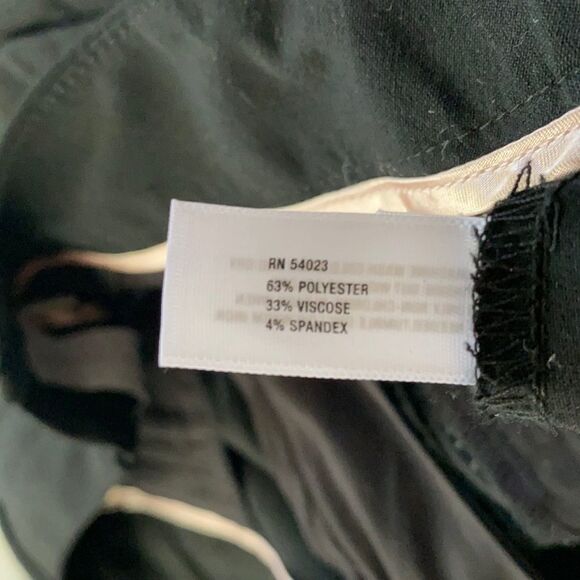 RN 54023
63% POLYESTER
33% VISCOSE
4% SPANDEX